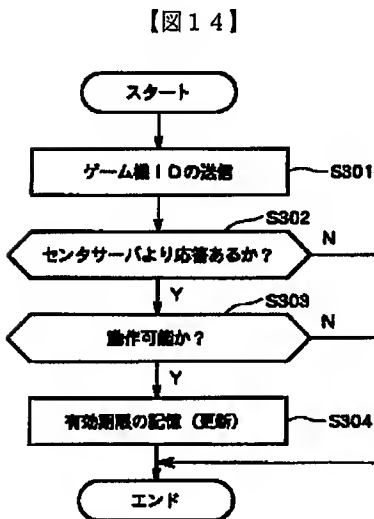 【図14】
スタート
ゲーム機IDの送信
S301
S302
センタサーバより応答あるか？
N
Y
S303
動作可能か？
N
Y
有効期限の記憶（更新）
S304
エンド